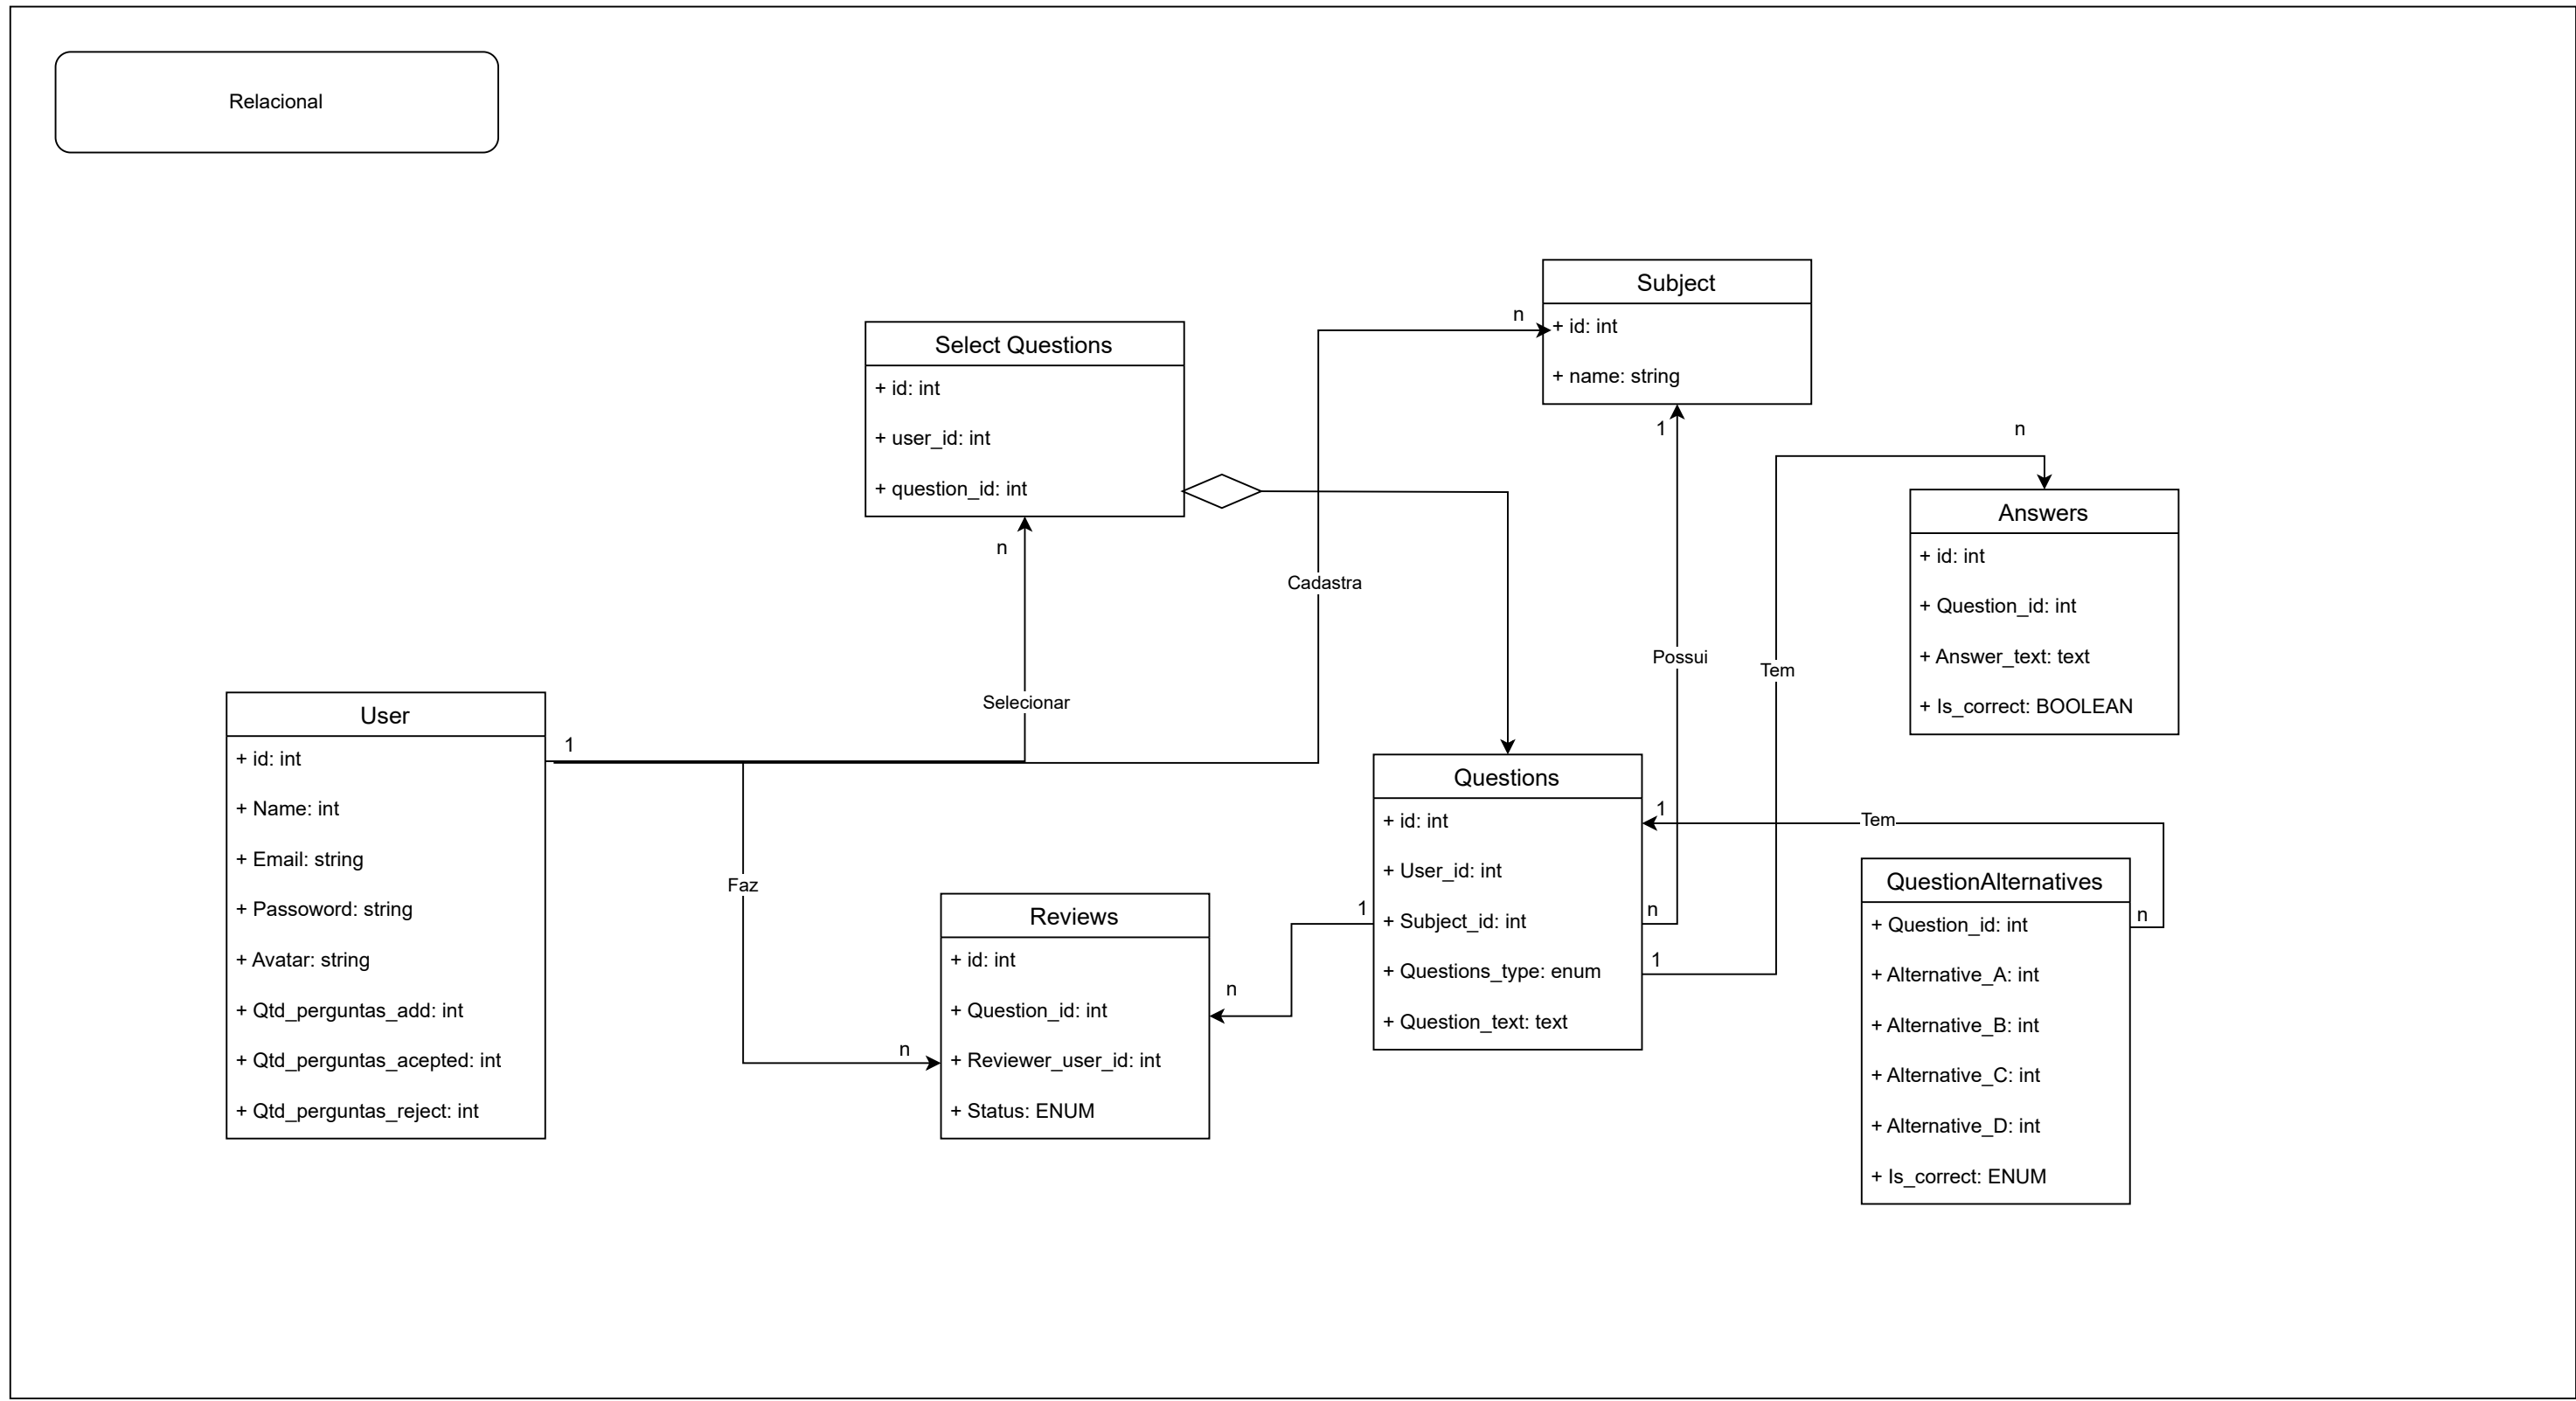 Relacional
Subject
+ id: int
+ name: string
n
1
Select Questions
+ id: int
+ user_id: int
+ question_id: int
n
Selecionar
Cadastra
Possui
Tem
n
Answers
+ id: int
+ Question_id: int
+ Answer_text: text
+ Is_correct: BOOLEAN
User
+ id: int
+ Name: int
+ Email: string
+ Passoword: string
+ Avatar: string
+ Qtd_perguntas_add: int
+ Qtd_perguntas_acepted: int
+ Qtd_perguntas_reject: int
1
Faz
n
Reviews
+ id: int
+ Question_id: int
+ Reviewer_user_id: int
+ Status: ENUM
n
1
Questions
+ id: int
+ User_id: int
+ Subject_id: int
+ Questions_type: enum
+ Question_text: text
1
n
1
Tem
QuestionAlternatives
+ Question_id: int
+ Alternative_A: int
+ Alternative_B: int
+ Alternative_C: int
+ Alternative_D: int
+ Is_correct: ENUM
n